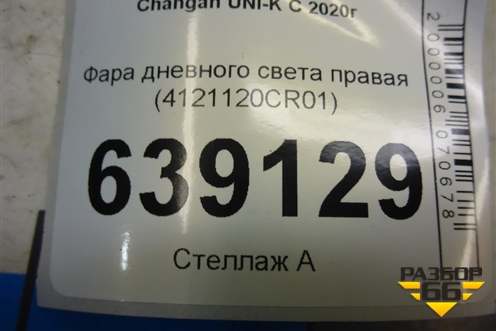 Changan UNI-K С 2020г
Фара дневного света правая
(4121120CR01)
639129
Стеллаж А
2000006070678
РАЗБОР
66